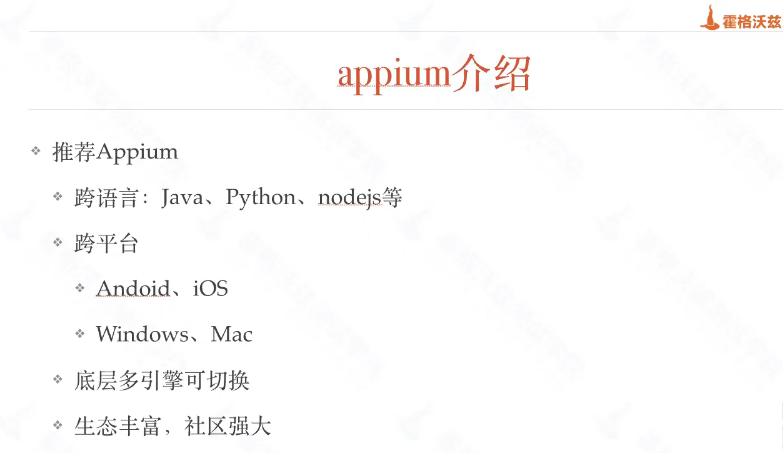 霍格沃兹
appium介绍
推荐Appium
跨语言：Java、Python、nodejs等
跨平台
Andoid、iOS
Windows、Mac
底层多引擎可切换
生态丰富，社区强大